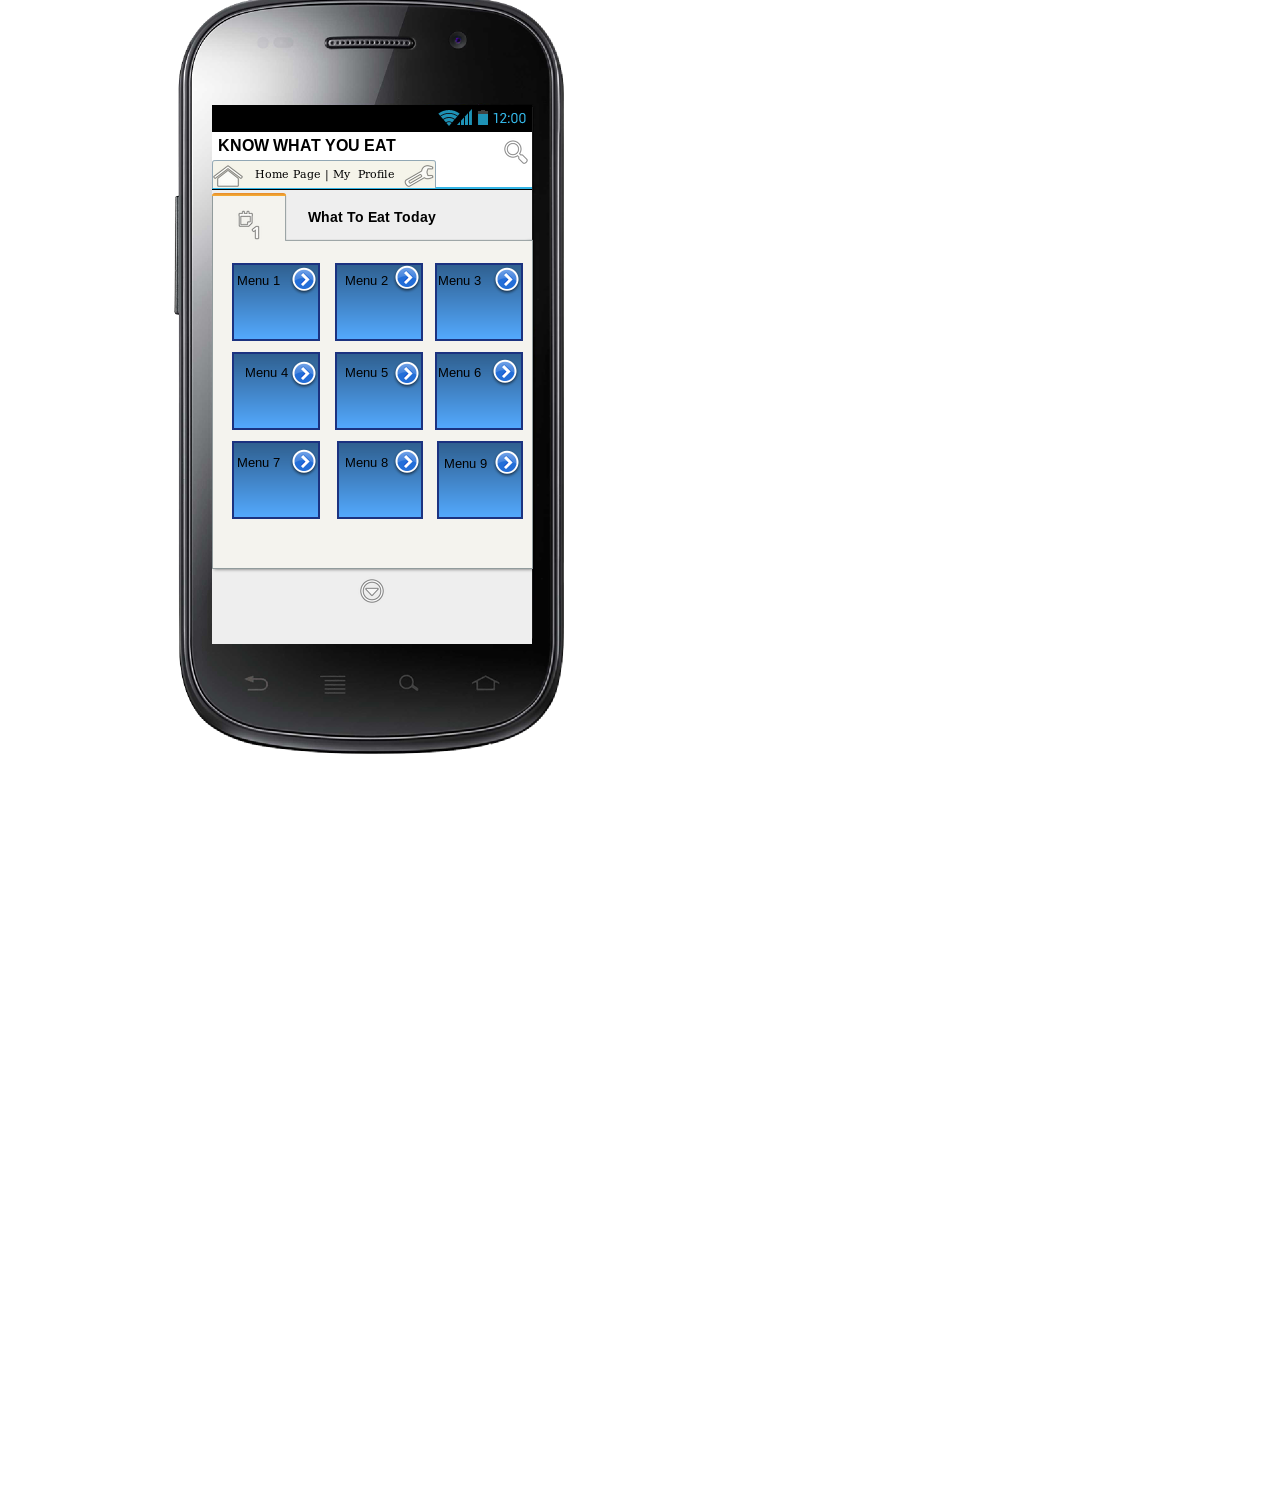 12:00
KNOW WHAT YOU EAT
Home Page | My  Profile
1
What To Eat Today
Menu 1
Menu 2
Menu 3
Menu 4
Menu 5
Menu 6
Menu 7
Menu 8
Menu 9